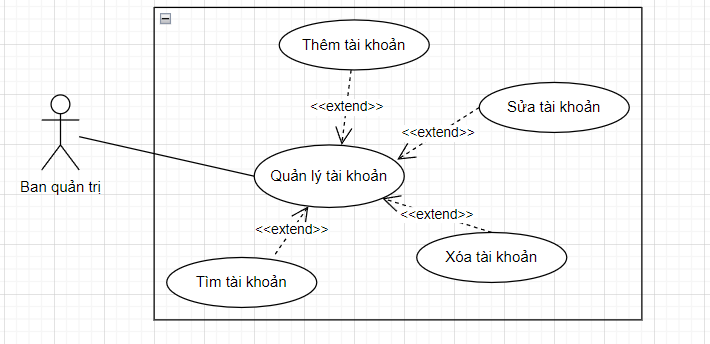 Thêm tài khoản
<<extend>>
Sửa tài khoản
<<extend>>
Quản lý tài khoản
Ban quản trị
<<extend>>
<<extend>>
Xóa tài khoản
Tìm tài khoản